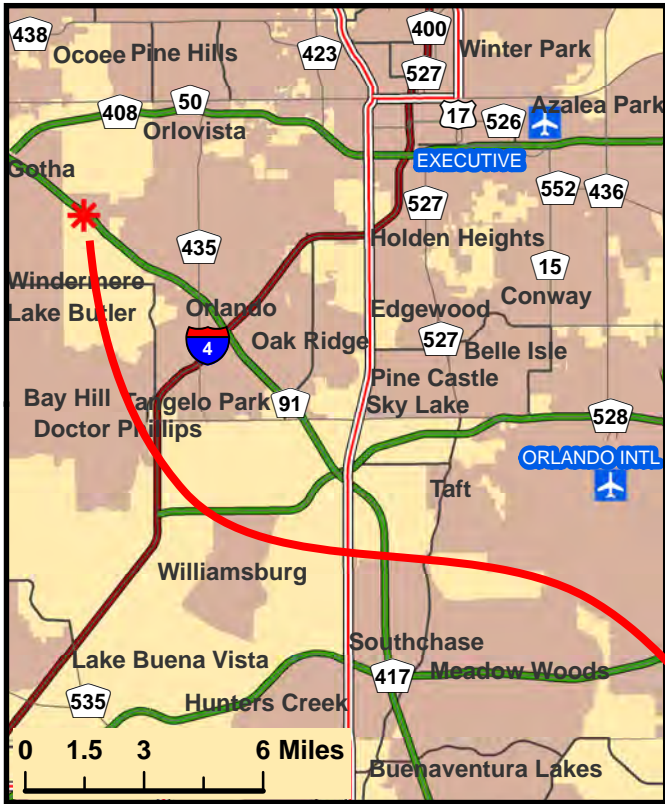 438
400
Ocoee
Pine Hills
423
Winter Park
527
408
50
17
526
Azalea Park
Orlovista
EXECUTIVE
Gotha
552
436
527
435
Holden Heights
15
Windermere
Lake Butler
Orlando
Edgewood
Conway
4
Oak Ridge
527
Belle Isle
Pine Castle
Bay Hill
Tangelo Park
91
Sky Lake
528
Doctor Phillips
ORLANDO INTL
Taft
Williamsburg
Southchase
Lake Buena Vista
417
Meadow Woods
535
Hunters Creek
0 1.5 3 6 Miles
Buenaventura Lakes